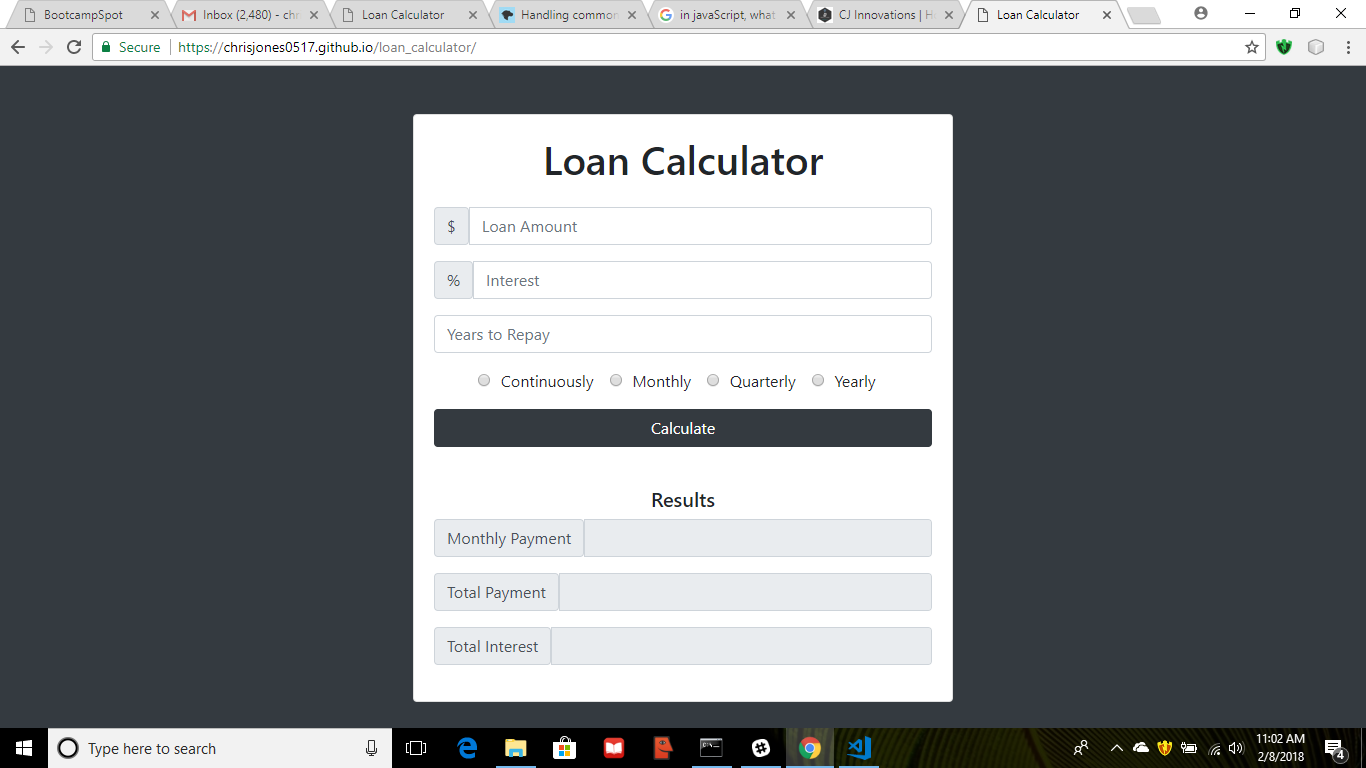 BootcampSpot
Inbox (2,480) - chr
Loan Calculator
Handling common
in javaScript, what
CJ Innovations | H
Loan Calculator
Secure https://chrisjones0517.github.io/loan_calculator/
Loan Calculator
$ Loan Amount
% Interest
Years to Repay
Continuously Monthly Quarterly Yearly
Calculate
Results
Monthly Payment
Total Payment
Total Interest
Type here to search
11:02 AM
2/8/2018
4